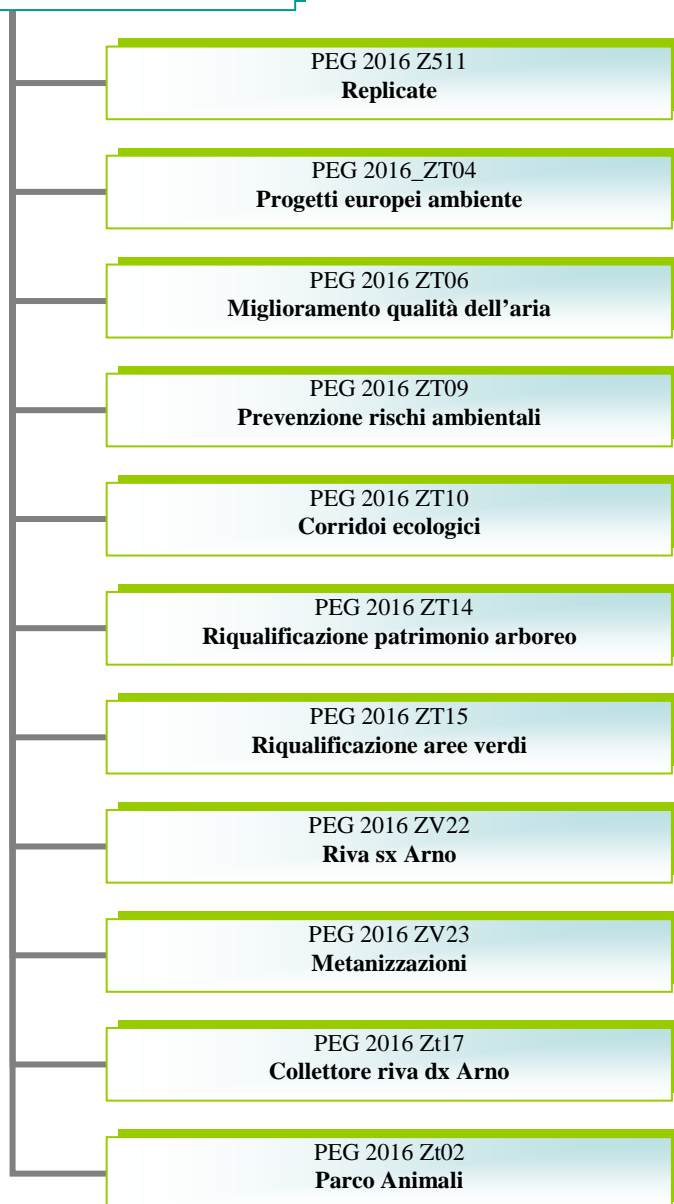 PEG 2016 Z511
Replicate
PEG 2016_ZT04
Progetti europei ambiente
PEG 2016 ZT06
Miglioramento qualità dell’aria
PEG 2016 ZT09
Prevenzione rischi ambientali
PEG 2016 ZT10
Corridoi ecologici
PEG 2016 ZT14
Riqualificazione patrimonio arboreo
PEG 2016 ZT15
Riqualificazione aree verdi
PEG 2016 ZV22
Riva sx Arno
PEG 2016 ZV23
Metanizzazioni
PEG 2016 Zt17
Collettore riva dx Arno
PEG 2016 Zt02
Parco Animali